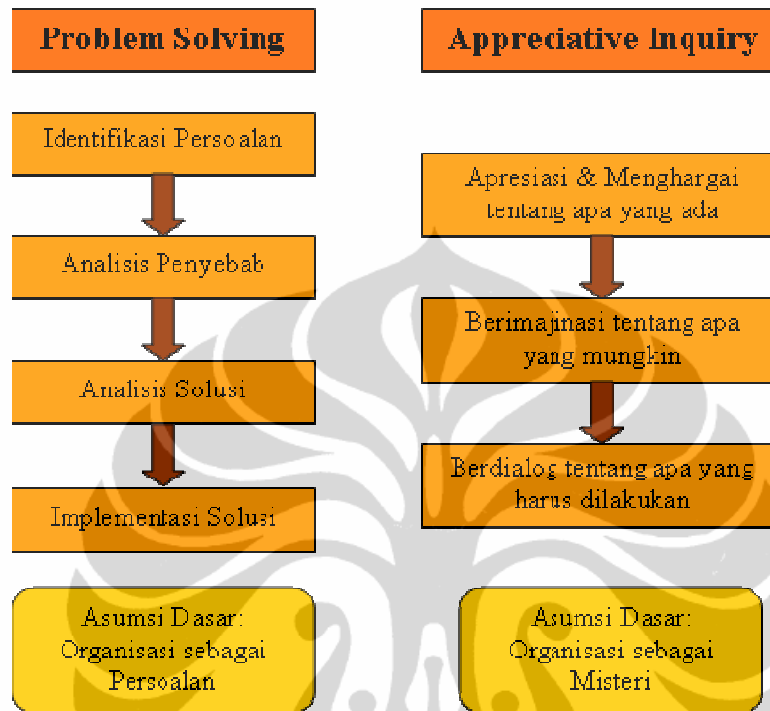 Problem Solving
Identifikasi Persoalan
Analisis Penyebab
Analisis Solusi
Implementasi Solusi
Asumsi Dasar:
Organisasi sebagai
Persoalan
Appreciative Inquiry
Apresiasi & Menghargai
tentang apa yang ada
Berimajinasi tentang apa
yang mungkin
Berdialog tentang apa yang
harus dilakukan
Asumsi Dasar:
Organisasi sebagai
Misteri